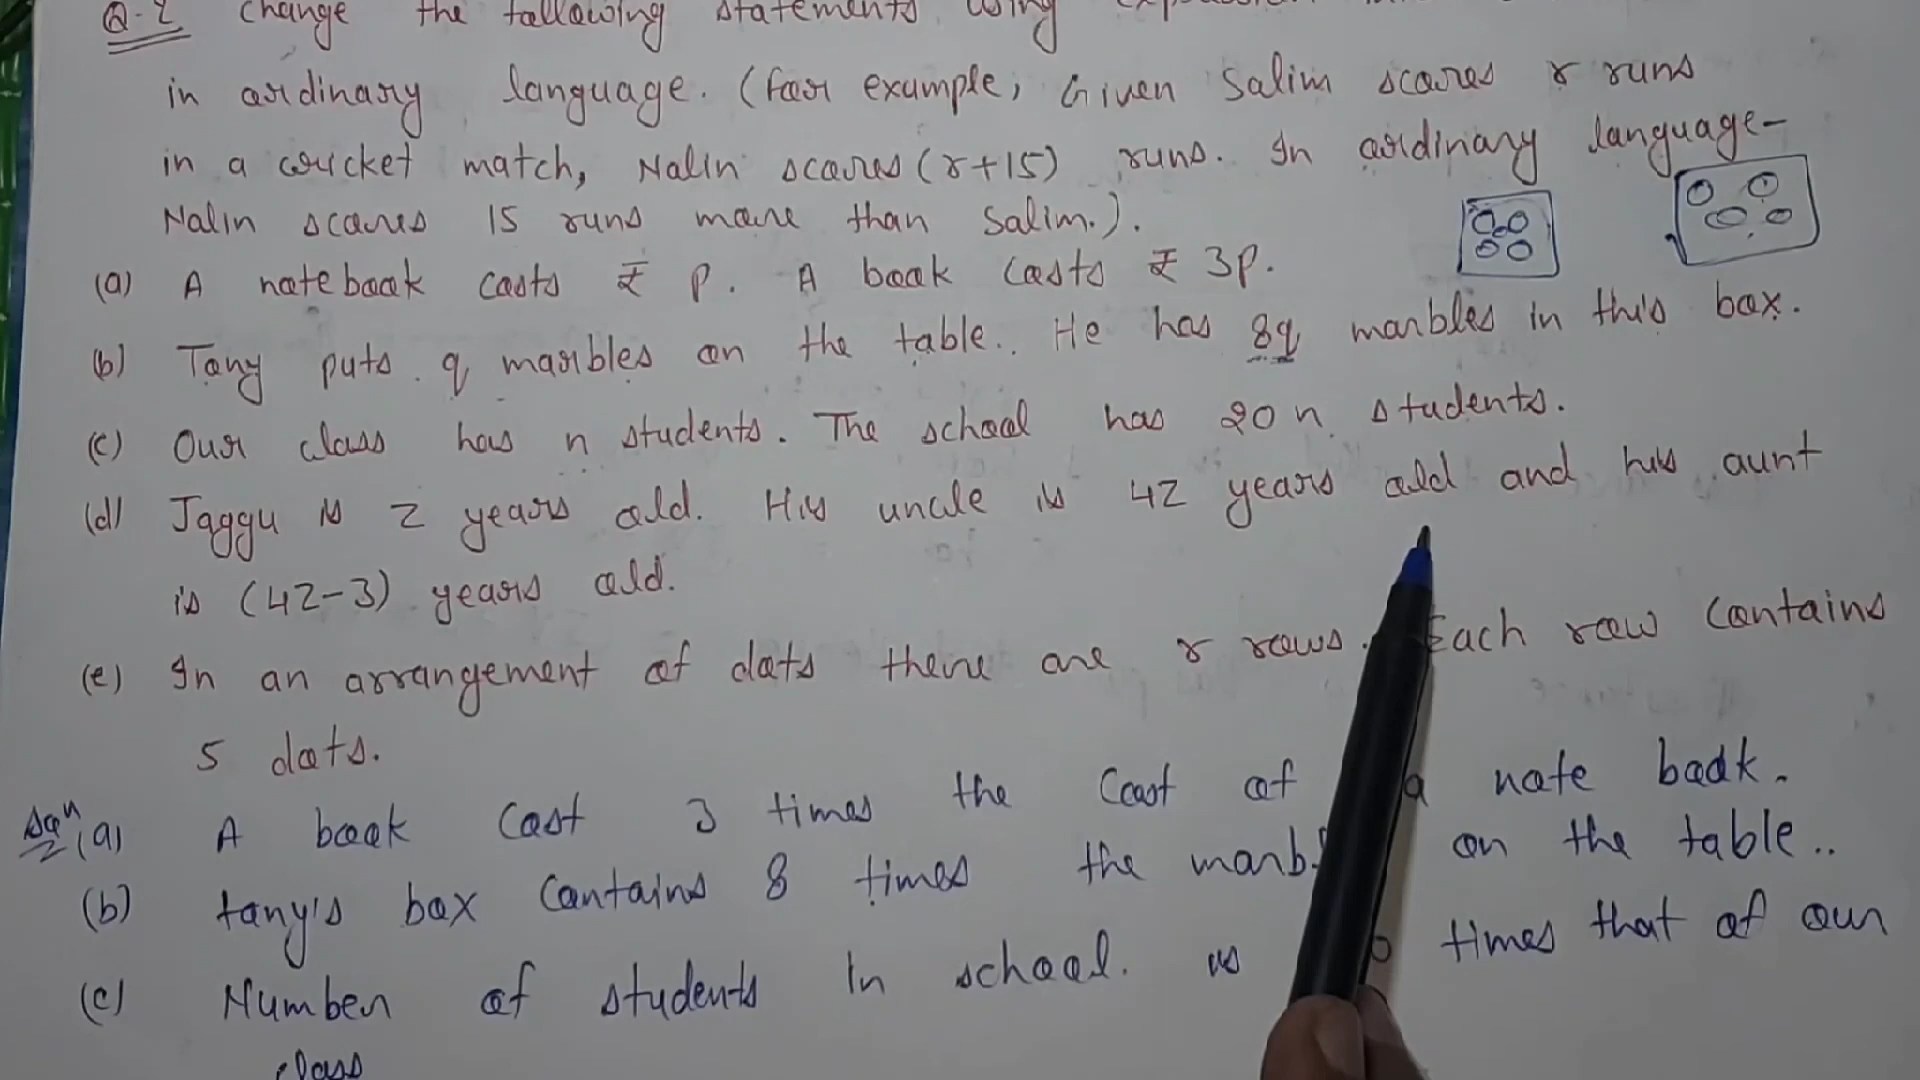 Q-2 Change the following statements using
in ordinary language. (For example, Given Salim scores r runs
in a cricket match, Nalin scores (r+15) runs. In ordinary language-
Nalin scores 15 runs more than Salim.).
(a) A notebook costs ₹ p. A book costs ₹ 3p.
(b) Tony puts q marbles on the table. He has 8q marbles in this box.
(c) Our class has n students. The school has 20n students.
(d) Jaggu is z years old. His uncle is 4z years old and his aunt
is (4z-3) years old.
(e) In an arrangement of dots there are r rows. Each row contains
5 dots.
Soln 2 (a) A book cost 3 times the cost of a note book.
(b) tony's box contains 8 times the marb on the table..
(c) Number of students In school. is times that of our
class